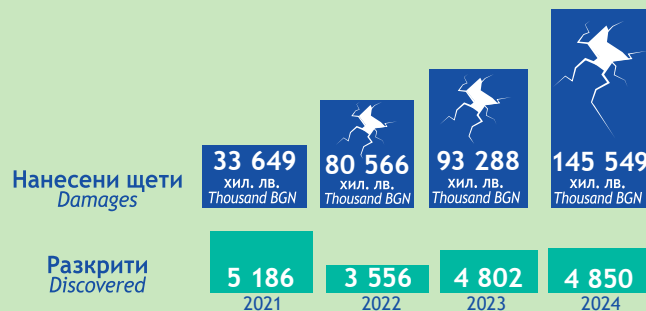 Нанесени щети
Damages
33 649
хил. лв.
Thousand BGN
80 566
хил. лв.
Thousand BGN
93 288
хил. лв.
Thousand BGN
145 549
хил. лв.
Thousand BGN
Разкрити
Discovered
5 186
3 556
4 802
4 850
2021
2022
2023
2024